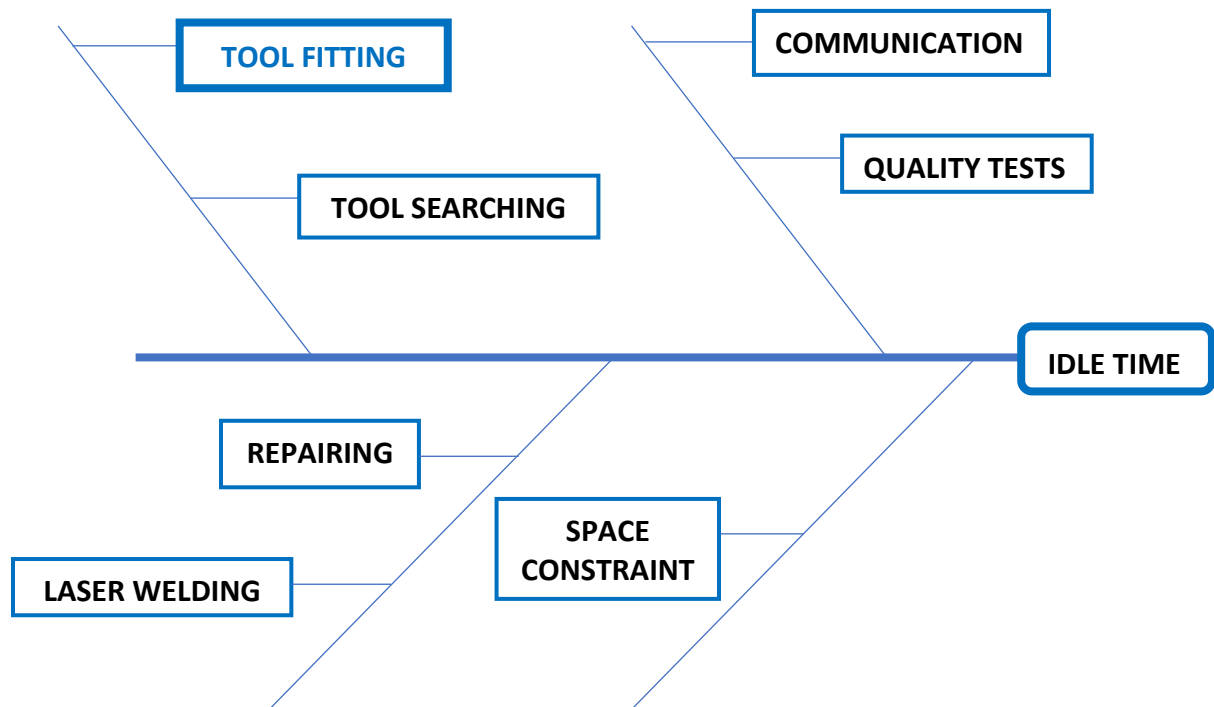 TOOL FITTING
COMMUNICATION
QUALITY TESTS
TOOL SEARCHING
IDLE TIME
REPAIRING
SPACE
CONSTRAINT
LASER WELDING